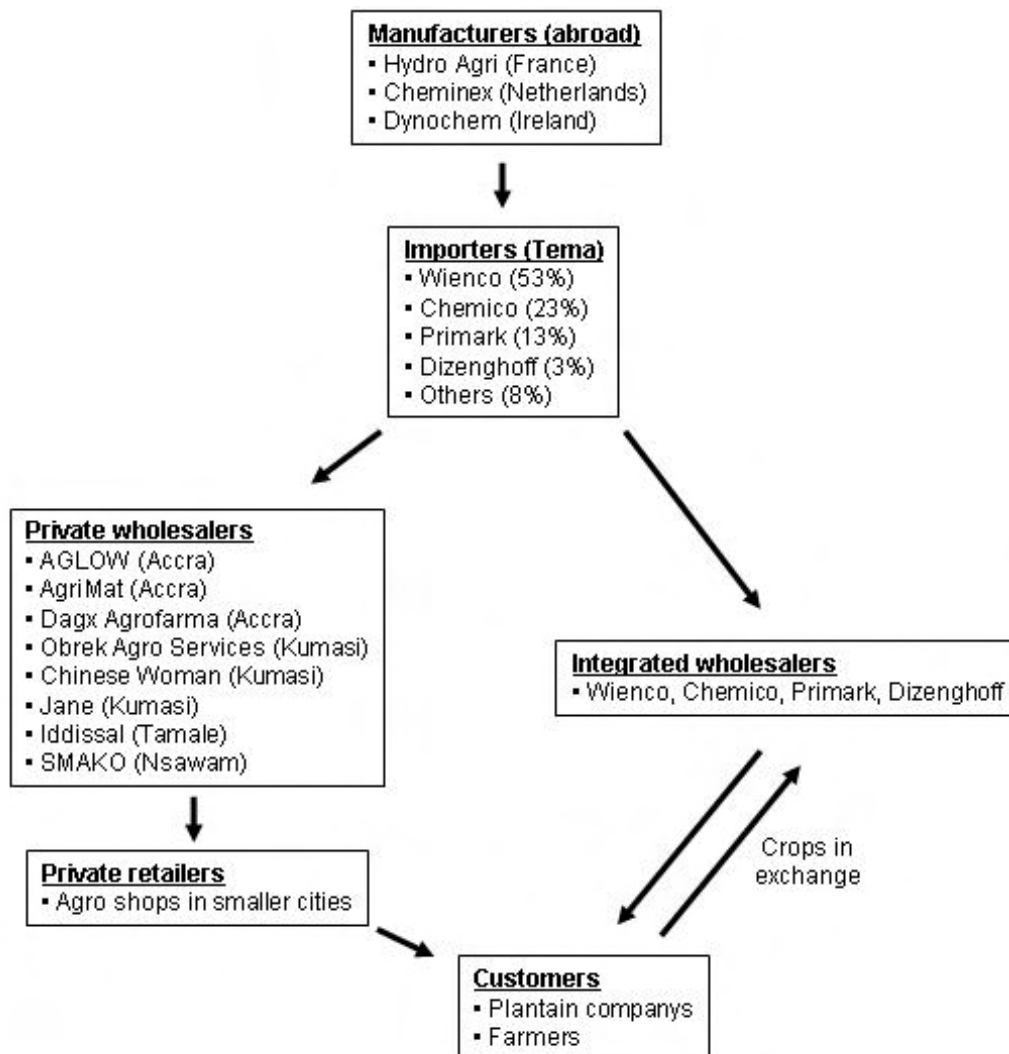 Manufacturers (abroad)
▪ Hydro Agri (France)
▪ Cheminex (Netherlands)
▪ Dynochem (Ireland)
Importers (Tema)
▪ Wienco (53%)
▪ Chemico (23%)
▪ Primark (13%)
▪ Dizenghoff (3%)
▪ Others (8%)
Private wholesalers
▪ AGLOW (Accra)
▪ AgriMat (Accra)
▪ Dagx Agrofarma (Accra)
▪ Obrek Agro Services (Kumasi)
▪ Chinese Woman (Kumasi)
▪ Jane (Kumasi)
▪ Iddissal (Tamale)
▪ SMAKO (Nsawam)
Integrated wholesalers
▪ Wienco, Chemico, Primark, Dizenghoff
Crops in
exchange
Private retailers
▪ Agro shops in smaller cities
Customers
▪ Plantain companys
▪ Farmers